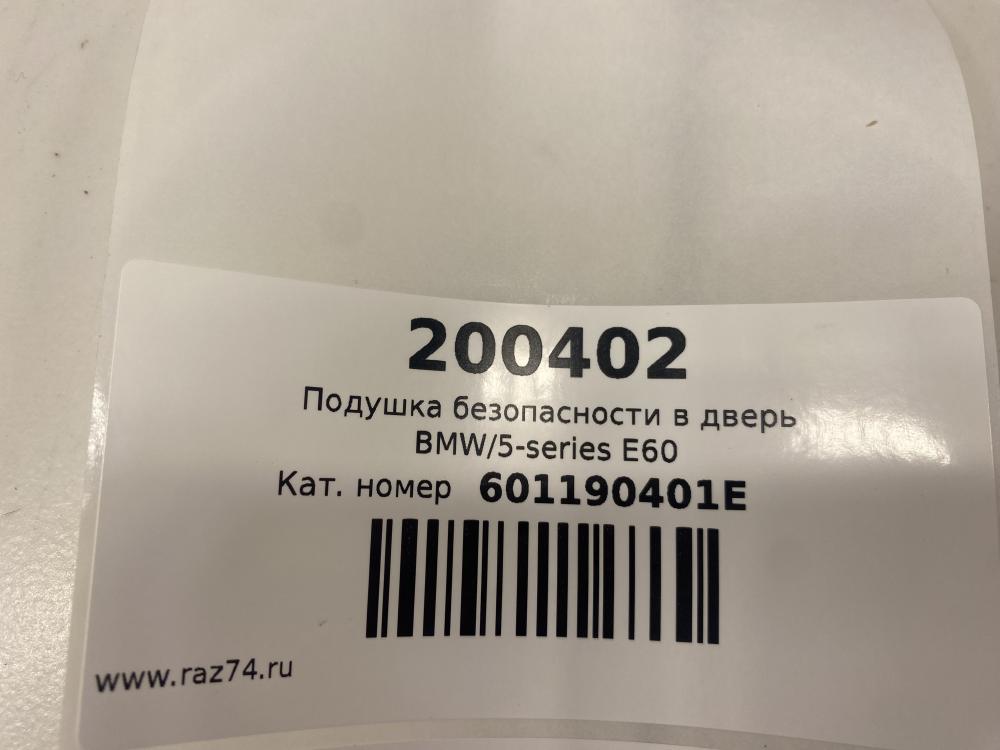 200402
Подушка безопасности в дверь
BMW/5-series E60
Кат. номер 601190401E
www.raz74.ru